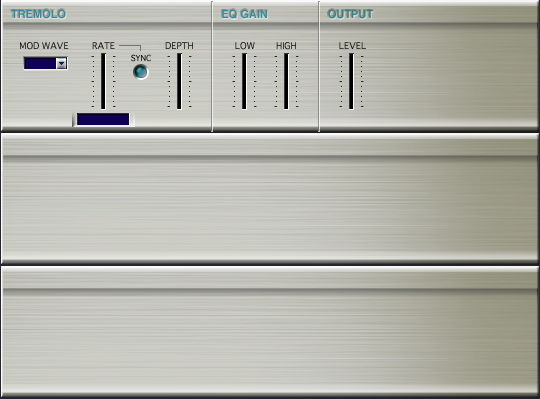 TREMOLO EQ GAIN OUTPUT
MOD WAVE RATE DEPTH LOW HIGH LEVEL
SYNC